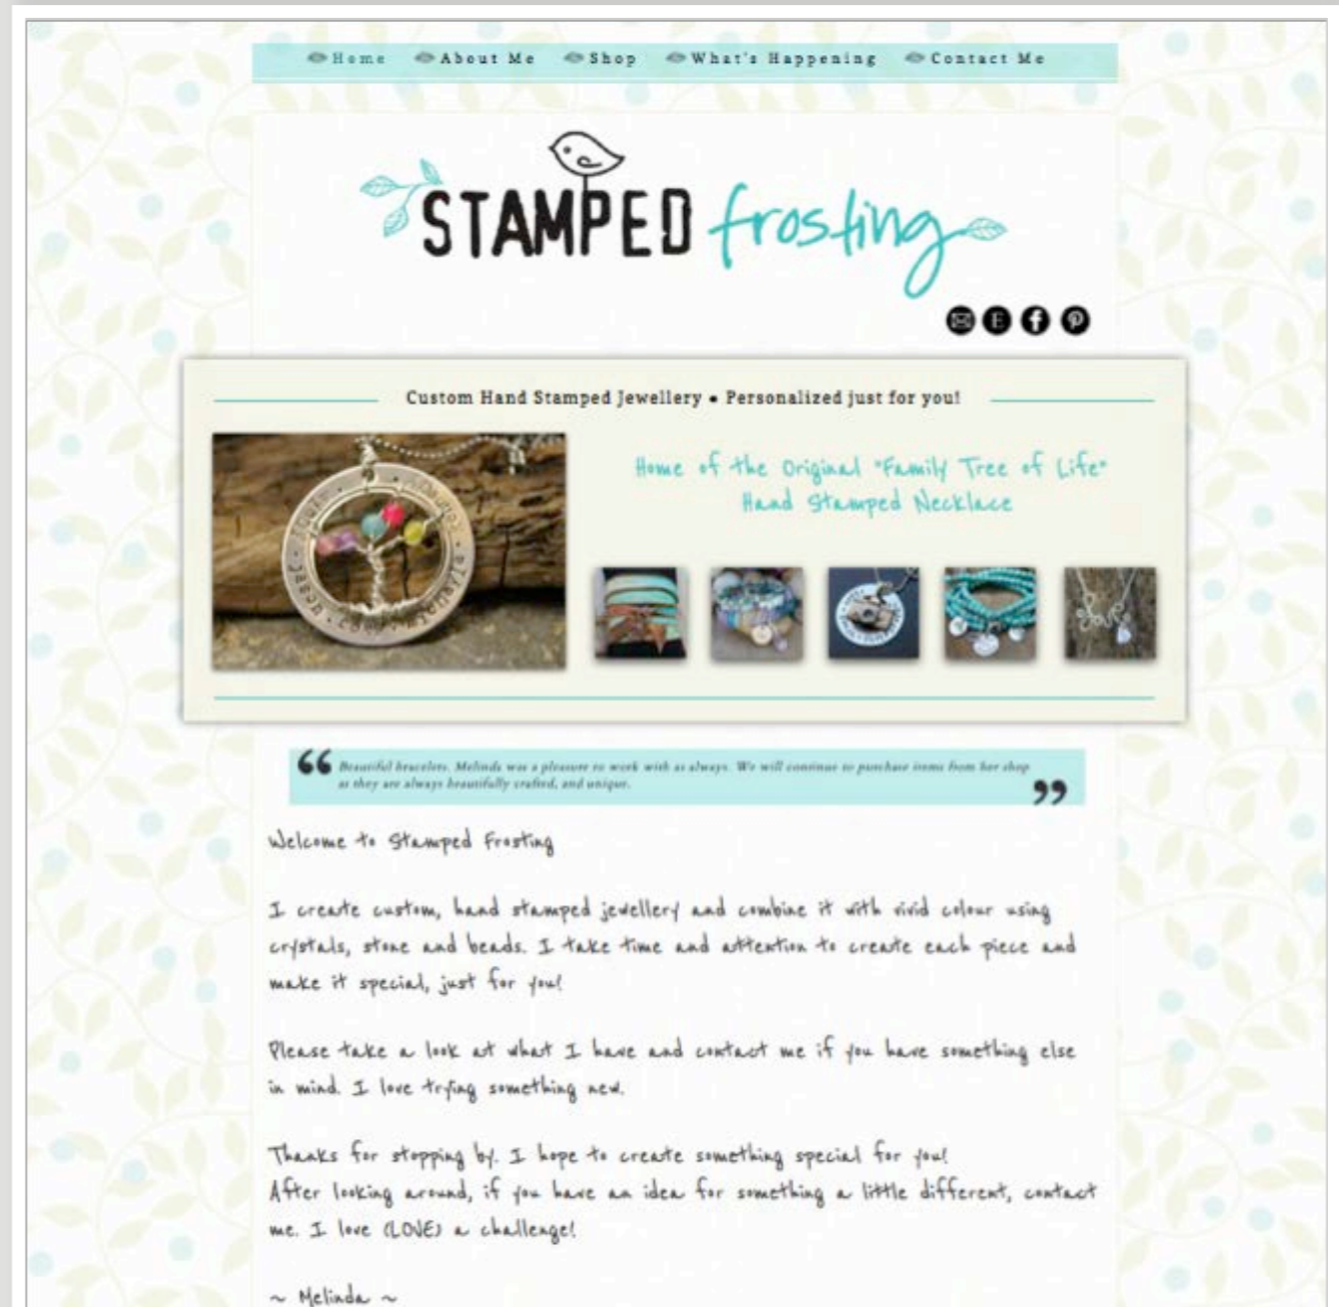 Home About Me Shop What's Happening Contact Me
STAMPED frosting
E f p
Custom Hand Stamped Jewellery • Personalized just for you!
Home of the Original "Family Tree of Life"
Hand Stamped Necklace
“ Beautiful bracelets. Melinda was a pleasure to work with as always. We will continue to purchase items from her shop
as they are always beautifully crafted, and unique. ”
Welcome to Stamped Frosting
I create custom, hand stamped jewellery and combine it with vivid colour using
crystals, stone and beads. I take time and attention to create each piece and
make it special, just for you!
Please take a look at what I have and contact me if you have something else
in mind. I love trying something new.
Thanks for stopping by. I hope to create something special for you!
After looking around, if you have an idea for something a little different, contact
me. I love (LOVE) a challenge!
~ Melinda ~